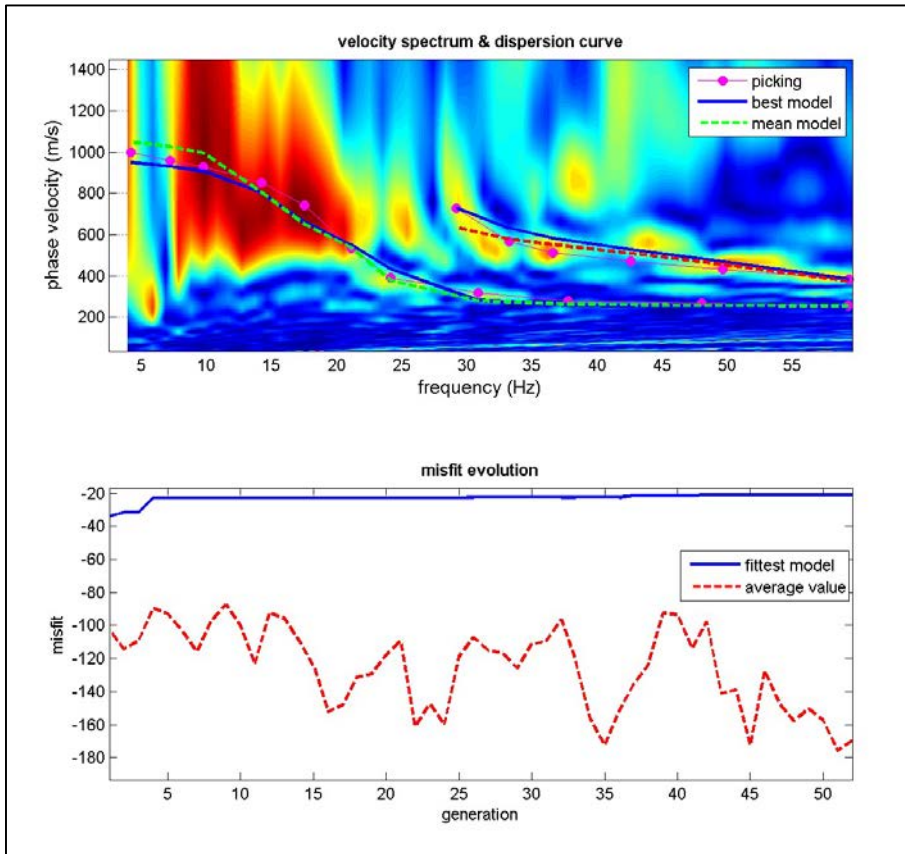 velocity spectrum & dispersion curve
1400
1200
1000
800
600
400
200
phase velocity (m/s)
picking
best model
mean model
5 10 15 20 25 30 35 40 45 50 55
frequency (Hz)
misfit evolution
-20
-40
-60
-80
-100
-120
-140
-160
-180
misfit
fittest model
average value
5 10 15 20 25 30 35 40 45 50
generation